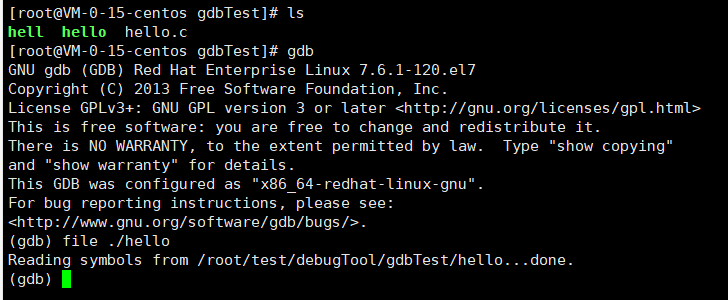 [root@VM-0-15-centos gdbTest]# ls
hell  hello  hello.c
[root@VM-0-15-centos gdbTest]# gdb
GNU gdb (GDB) Red Hat Enterprise Linux 7.6.1-120.el7
Copyright (C) 2013 Free Software Foundation, Inc.
License GPLv3+: GNU GPL version 3 or later <http://gnu.org/licenses/gpl.html>
This is free software: you are free to change and redistribute it.
There is NO WARRANTY, to the extent permitted by law.  Type "show copying"
and "show warranty" for details.
This GDB was configured as "x86_64-redhat-linux-gnu".
For bug reporting instructions, please see:
<http://www.gnu.org/software/gdb/bugs/>.
(gdb) file ./hello
Reading symbols from /root/test/debugTool/gdbTest/hello...done.
(gdb)